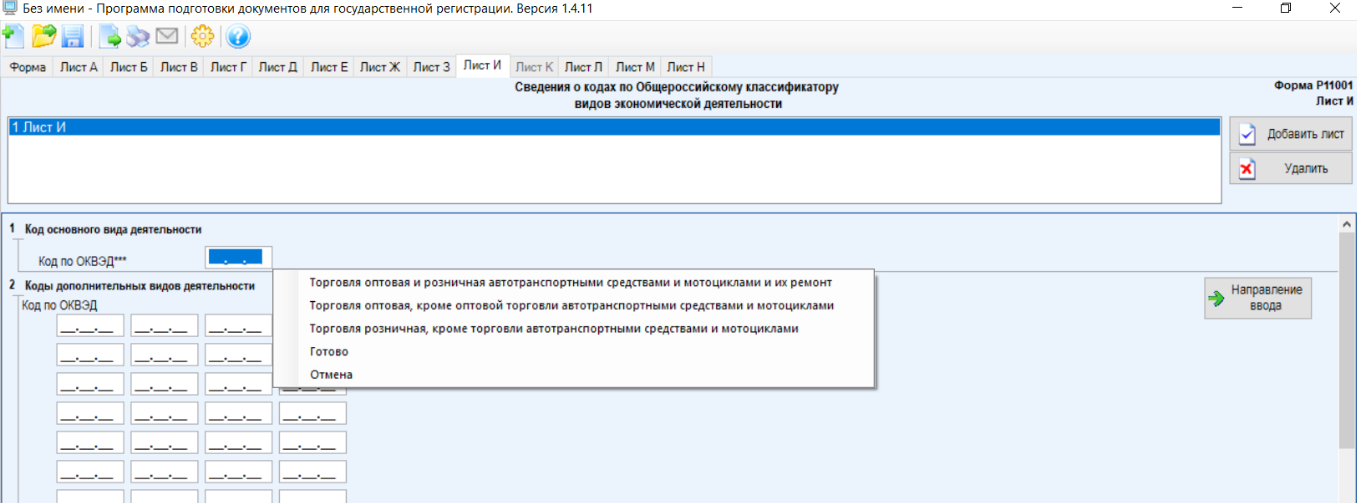 Без имени - Программа подготовки документов для государственной регистрации. Версия 1.4.11
Форма Лист А Лист Б Лист В Лист Г Лист Д Лист Е Лист Ж Лист З Лист И Лист К Лист Л Лист М Лист Н
Сведения о кодах по Общероссийскому классификатору
видов экономической деятельности
Форма Р11001
Лист И
1 Лист И
Добавить лист
Удалить
1 Код основного вида деятельности
Код по ОКВЭД***
2 Коды дополнительных видов деятельности
Код по ОКВЭД
Торговля оптовая и розничная автотранспортными средствами и мотоциклами и их ремонт
Торговля оптовая, кроме оптовой торговли автотранспортными средствами и мотоциклами
Торговля розничная, кроме торговли автотранспортными средствами и мотоциклами
Готово
Отмена
Направление
ввода